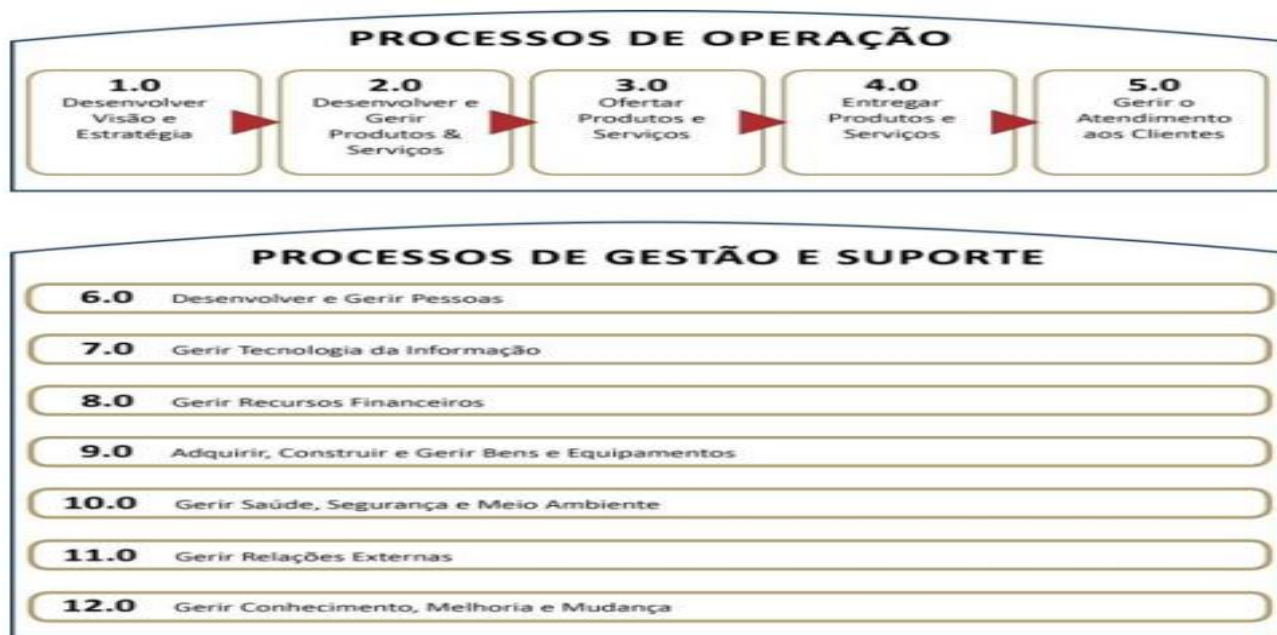 PROCESSOS DE OPERAÇÃO
1.0
Desenvolver
Visão e
Estratégia
2.0
Desenvolver e
Gerir
Produtos &
Serviços
3.0
Ofertar
Produtos e
Serviços
4.0
Entregar
Produtos e
Serviços
5.0
Gerir o
Atendimento
aos Clientes
PROCESSOS DE GESTÃO E SUPORTE
6.0 Desenvolver e Gerir Pessoas
7.0 Gerir Tecnologia da Informação
8.0 Gerir Recursos Financeiros
9.0 Adquirir, Construir e Gerir Bens e Equipamentos
10.0 Gerir Saúde, Segurança e Meio Ambiente
11.0 Gerir Relações Externas
12.0 Gerir Conhecimento, Melhoria e Mudança